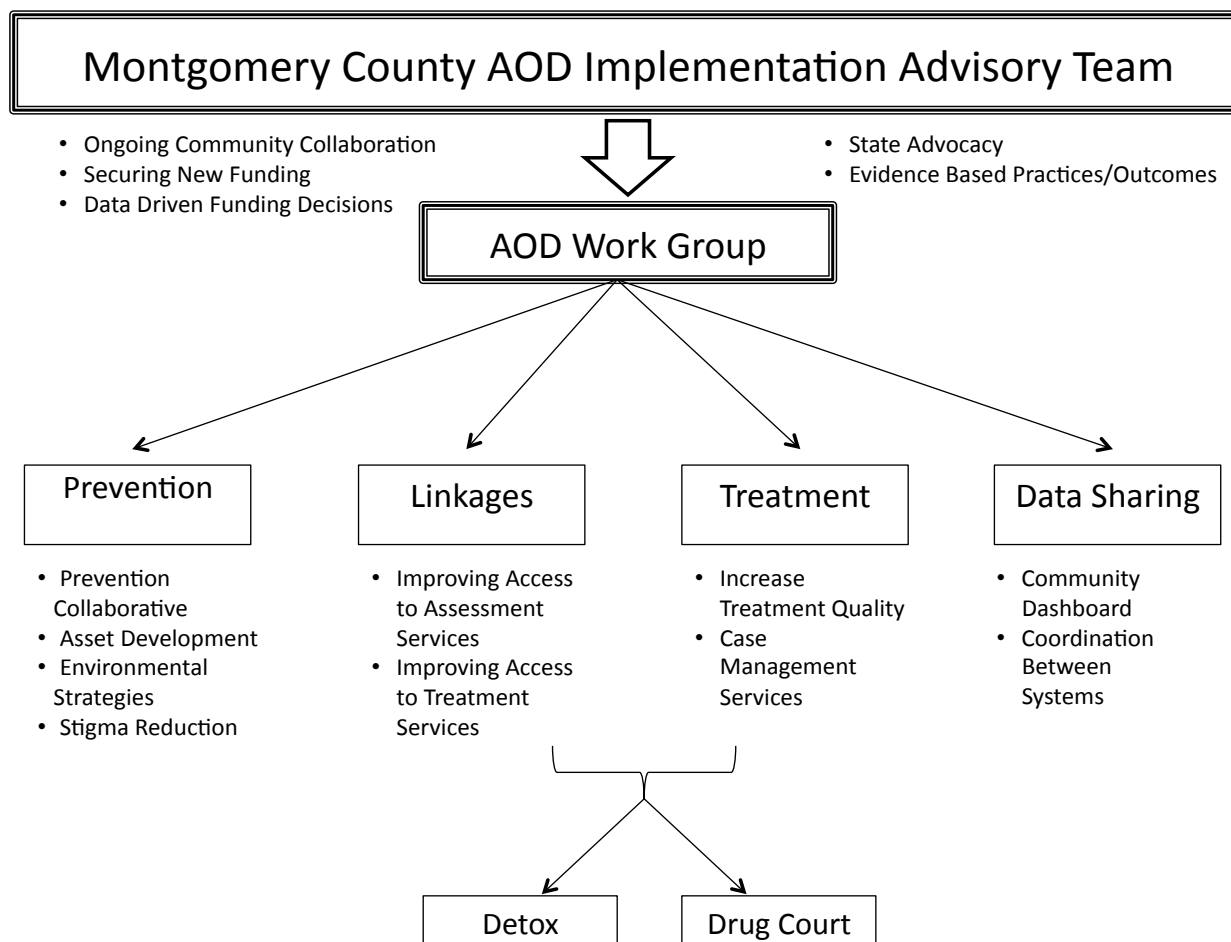 Montgomery County AOD Implementation Advisory Team
• Ongoing Community Collaboration
• Securing New Funding
• Data Driven Funding Decisions
• State Advocacy
• Evidence Based Practices/Outcomes
AOD Work Group
Prevention
• Prevention
Collaborative
• Asset Development
• Environmental
Strategies
• Stigma Reduction
Linkages
• Improving Access
to Assessment
Services
• Improving Access
to Treatment
Services
Treatment
• Increase
Treatment Quality
• Case
Management
Services
Data Sharing
• Community
Dashboard
• Coordination
Between
Systems
Detox
Drug Court